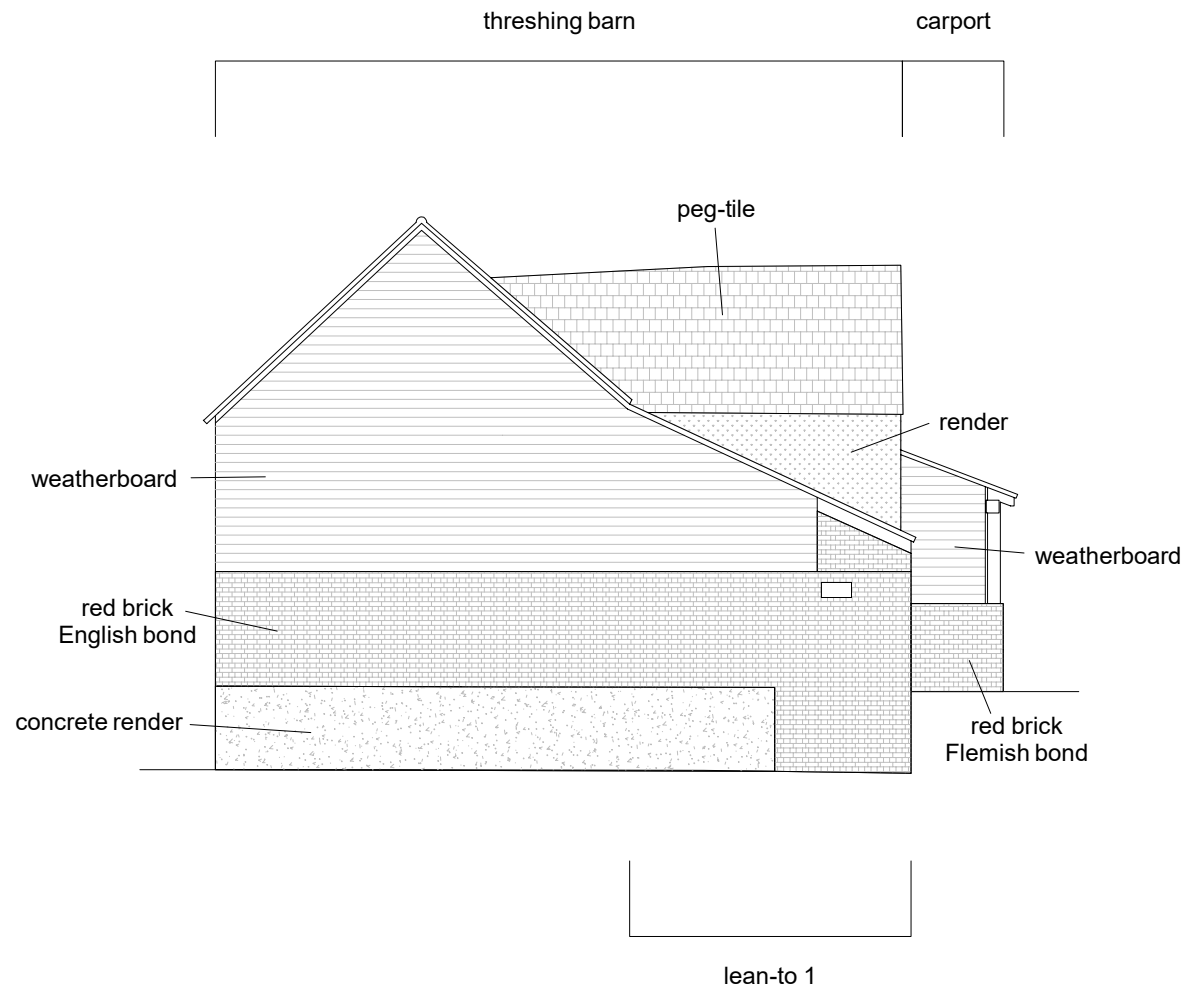 threshing barn
carport
peg-tile
render
weatherboard
weatherboard
red brick
English bond
concrete render
red brick
Flemish bond
lean-to 1